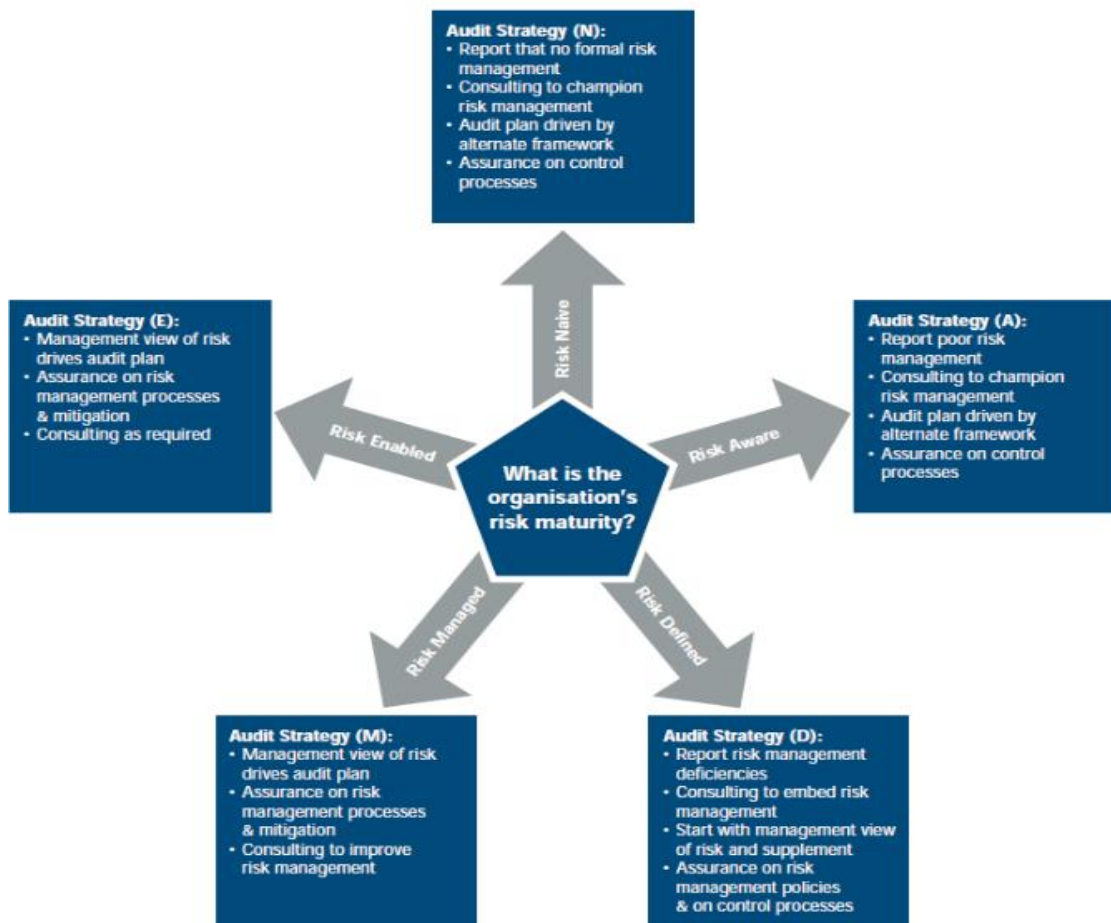 Audit Strategy (N):
• Report that no formal risk
management
• Consulting to champion
risk management
• Audit plan driven by
alternate framework
• Assurance on control
processes
Risk Naive
Audit Strategy (E):
• Management view of risk
drives audit plan
• Assurance on risk
management processes
& mitigation
• Consulting as required
Risk Enabled
Audit Strategy (A):
• Report poor risk
management
• Consulting to champion
risk management
• Audit plan driven by
alternate framework
• Assurance on control
processes
Risk Aware
What is the
organisation's
risk maturity?
Risk Managed
Risk Defined
Audit Strategy (M):
• Management view of risk
drives audit plan
• Assurance on risk
management processes
& mitigation
• Consulting to improve
risk management
Audit Strategy (D):
• Report risk management
deficiencies
• Consulting to embed risk
management
• Start with management view
of risk and supplement
• Assurance on risk
management policies
& on control processes